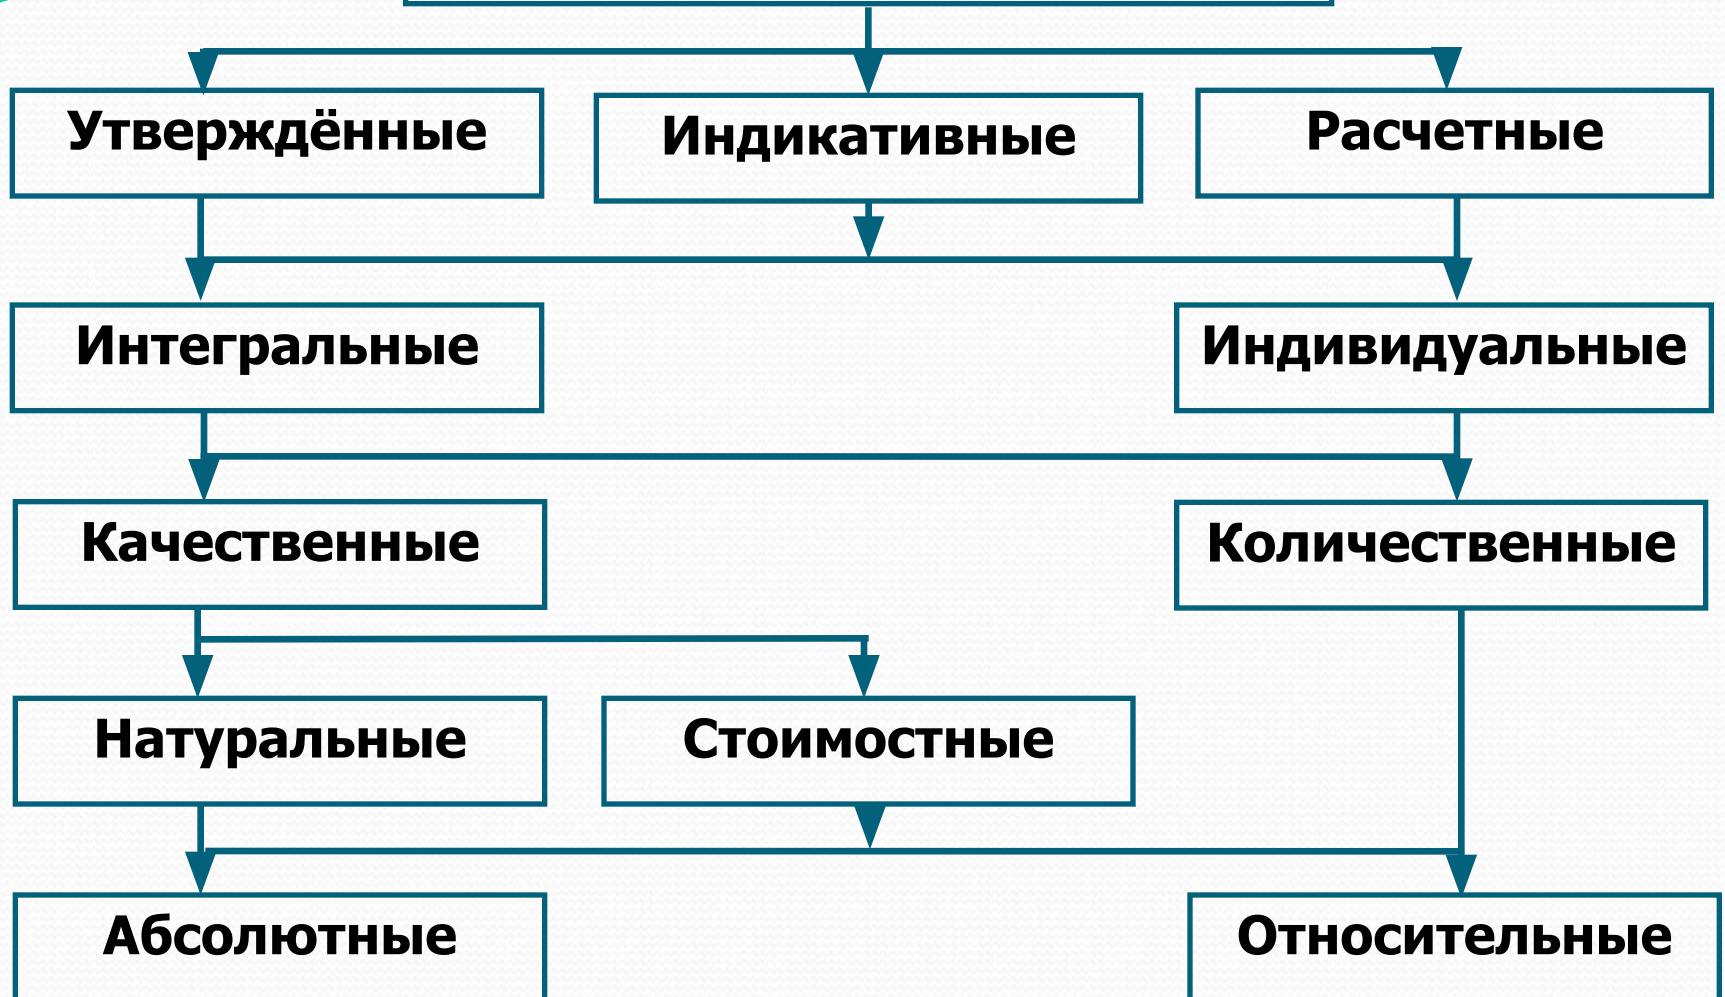 Утверждённые
Индикативные
Расчетные
Интегральные
Индивидуальные
Качественные
Количественные
Натуральные
Стоимостные
Абсолютные
Относительные